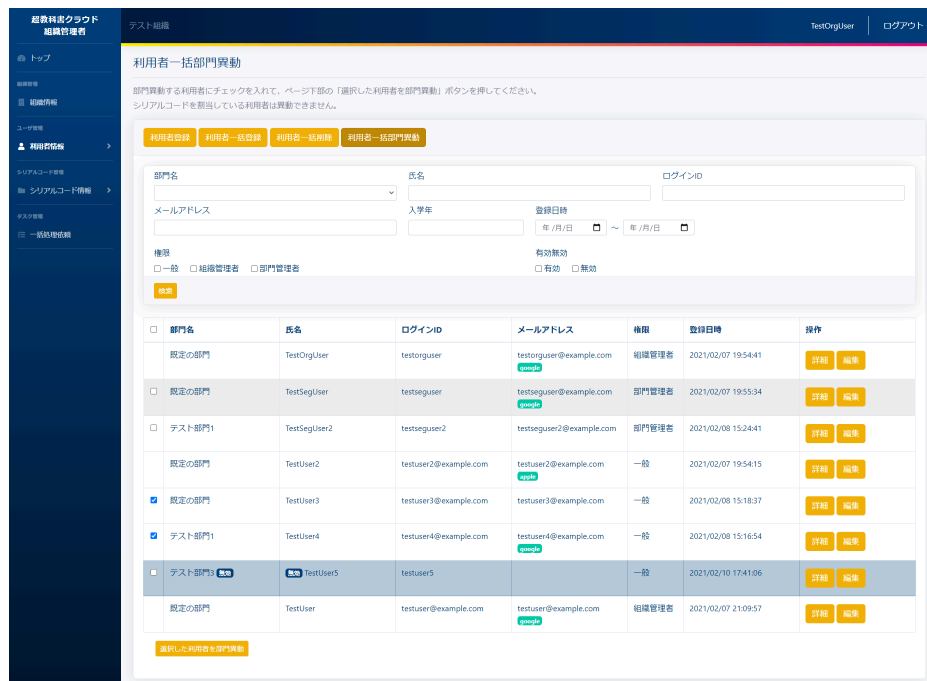 超教科書クラウド
組織管理者
テスト組織
TestOrgUser
ログアウト
トップ
組織管理
組織情報
ユーザ管理
利用者情報
シリアルコード管理
シリアルコード情報
タスク管理
一括処理依頼
利用者一括部門異動
部門異動する利用者にチェックを入れて、ページ下部の「選択した利用者を部門異動」ボタンを押してください。
シリアルコードを割当している利用者は異動できません。
利用者登録 利用者一括登録 利用者一括削除 利用者一括部門異動
部門名 氏名 ログインID
メールアドレス 入学年 登録日時
年 /月/日 ～ 年 /月/日
権限 有効無効
一般 組織管理者 部門管理者 有効 無効
検索
部門名 氏名 ログインID メールアドレス 権限 登録日時 操作
既定の部門 TestOrgUser testorguser testorguser@example.com 組織管理者 2021/02/07 19:54:41 詳細 編集
google
既定の部門 TestSegUser testseguser testseguser@example.com 部門管理者 2021/02/07 19:55:34 詳細 編集
google
テスト部門1 TestSegUser2 testseguser2 testseguser2@example.com 部門管理者 2021/02/08 15:24:41 詳細 編集
既定の部門 TestUser2 testuser2@example.com testuser2@example.com 一般 2021/02/07 19:54:15 詳細 編集
apple
既定の部門 TestUser3 testuser3@example.com testuser3@example.com 一般 2021/02/08 15:18:37 詳細 編集
テスト部門1 TestUser4 testuser4@example.com testuser4@example.com 一般 2021/02/08 15:16:54 詳細 編集
google
テスト部門3 無効 無効 TestUser5 testuser5 一般 2021/02/10 17:41:06 詳細 編集
既定の部門 TestUser testuser@example.com testuser@example.com 組織管理者 2021/02/07 21:09:57 詳細 編集
google
選択した利用者を部門異動